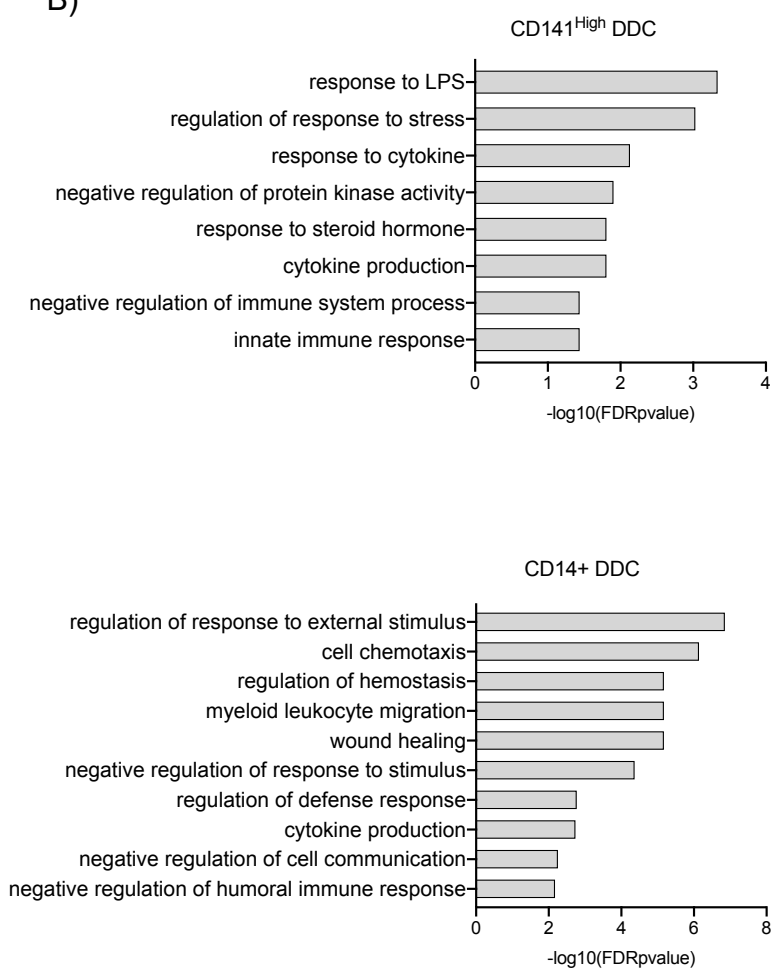 B)
CD141High DDC
response to LPS
regulation of response to stress
response to cytokine
negative regulation of protein kinase activity
response to steroid hormone
cytokine production
negative regulation of immune system process
innate immune response
0 1 2 3 4
-log10(FDRpvalue)
CD14+ DDC
regulation of response to external stimulus
cell chemotaxis
regulation of hemostasis
myeloid leukocyte migration
wound healing
negative regulation of response to stimulus
regulation of defense response
cytokine production
negative regulation of cell communication
negative regulation of humoral immune response
0 2 4 6 8
-log10(FDRpvalue)